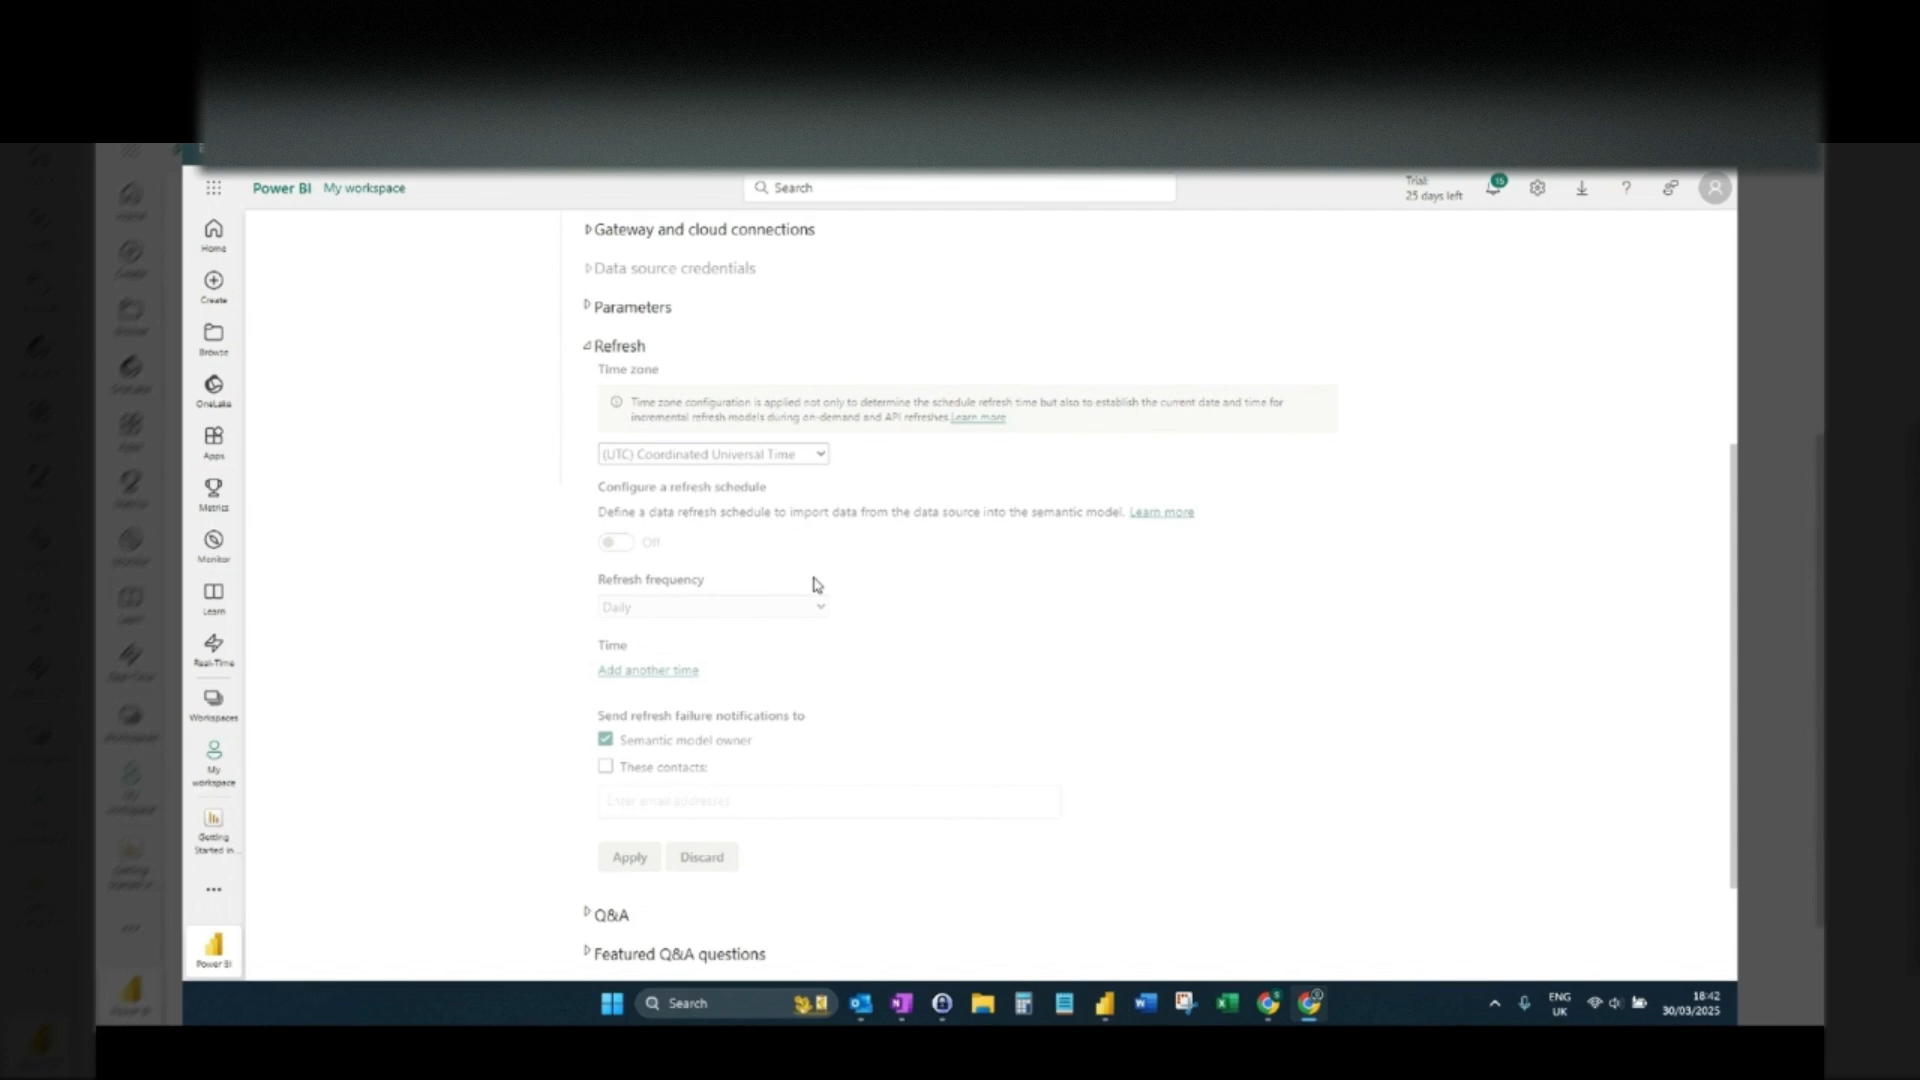 Power BI My workspace
Search
Trial:
25 days left
15
Home
Create
Browse
OneLake
Apps
Metrics
Monitor
Learn
Real-Time
Workspaces
My
workspace
Getting
Started in...
Power BI
Gateway and cloud connections
Data source credentials
Parameters
Refresh
Time zone
Time zone configuration is applied not only to determine the schedule refresh time but also to establish the current date and time for
incremental refresh models during on-demand and API refreshes. Learn more
(UTC) Coordinated Universal Time
Configure a refresh schedule
Define a data refresh schedule to import data from the data source into the semantic model. Learn more
Off
Refresh frequency
Daily
Time
Add another time
Send refresh failure notifications to
Semantic model owner
These contacts:
Enter email addresses
Apply Discard
Q&A
Featured Q&A questions
Search
ENG
UK
18:42
30/03/2025